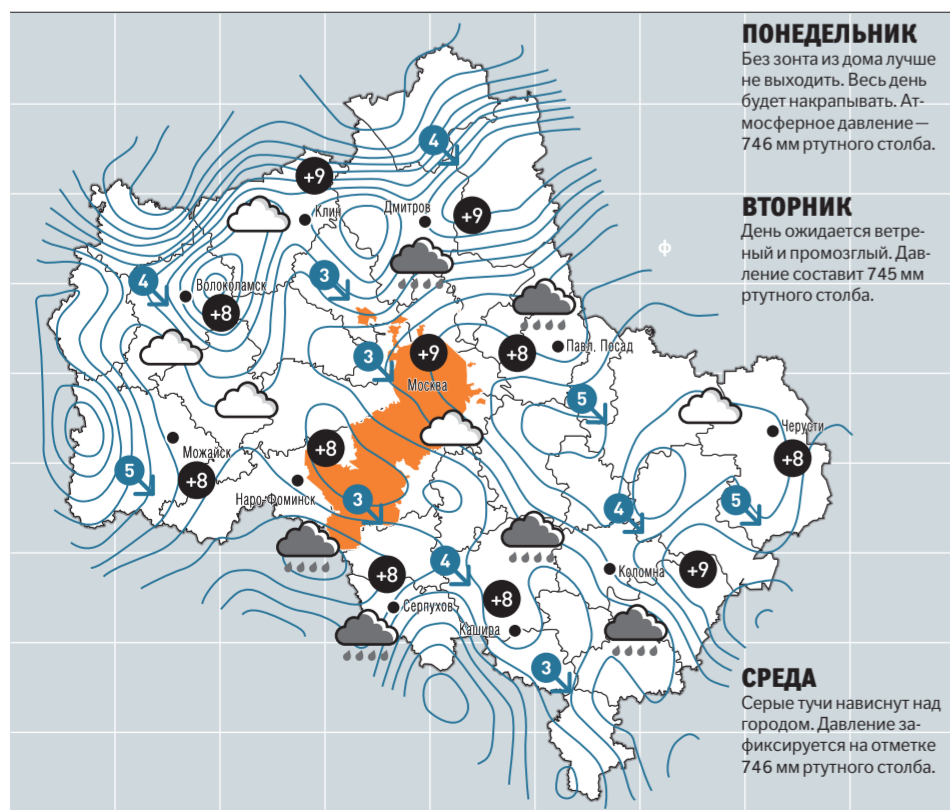 ПОНЕДЕЛЬНИК
Без зонта из дома лучше
не выходить. Весь день
будет накрапывать. Ат-
мосферное давление —
746 мм ртутного столба.
ВТОРНИК
День ожидается ветре-
ный и промозглый. Дав-
ление составит 745 мм
ртутного столба.
СРЕДА
Серые тучи нависнут над
городом. Давление за-
фиксируется на отметке
746 мм ртутного столба.
4
+9
Клин
Дмитров
+9
ф
4
3
Волоколамск
+8
3
+9
Москва
+8
Павл. Посад
5
Черусти
+8
+8
Можайск
5
+8
Наро-Фоминск
3
4
5
+8
4
Коломна
+9
Серпухов
+8
Кашира
3